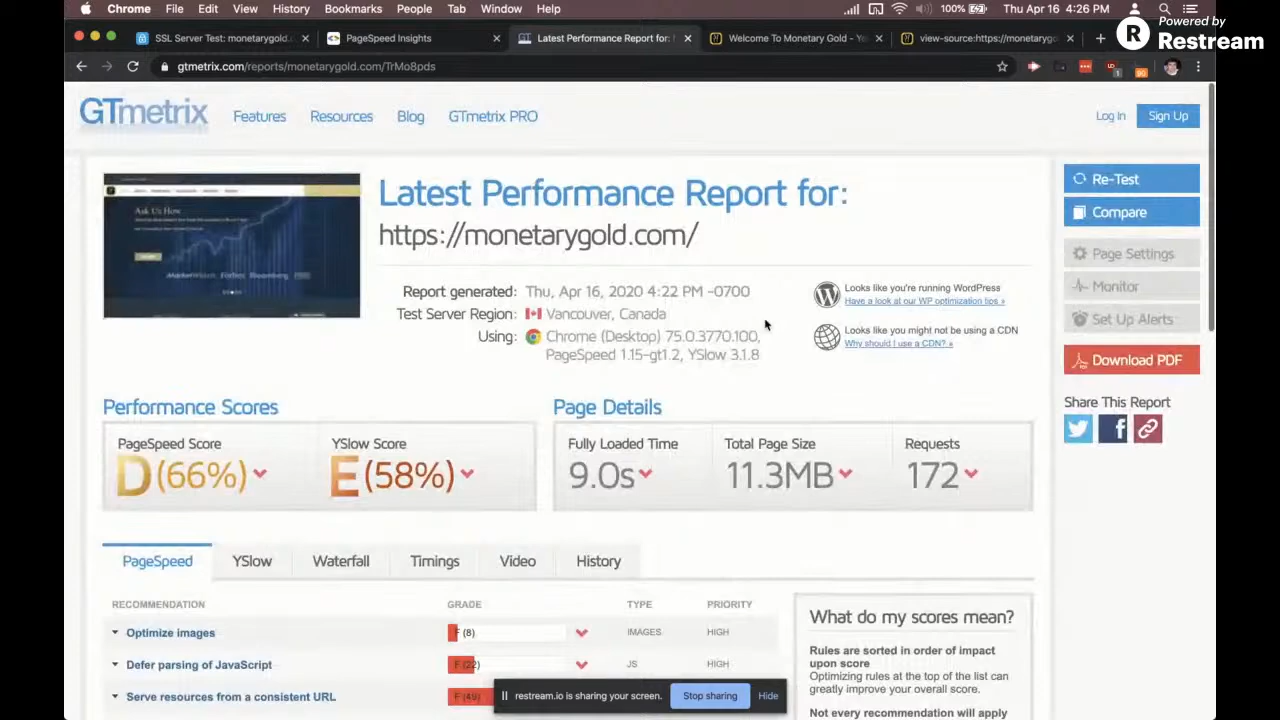 Chrome File Edit View History Bookmarks People Tab Window Help
100% Thu Apr 16 4:26 PM
Powered by
Restream
SSL Server Test: monetarygold.
PageSpeed Insights
Latest Performance Report for:
Welcome To Monetary Gold - Yo
view-source:https://monetarygo
gtmetrix.com/reports/monetarygold.com/TrMo8pds
GTmetrix
Features
Resources
Blog
GTmetrix PRO
Log In
Sign Up
Ask Us How
MarketWatch Forbes Bloomberg
Latest Performance Report for:
https://monetarygold.com/
Report generated: Thu, Apr 16, 2020 4:22 PM -0700
Test Server Region: Vancouver, Canada
Using: Chrome (Desktop) 75.0.3770.100,
PageSpeed 1.15-gt1.2, YSlow 3.1.8
Looks like you're running WordPress
Have a look at our WP optimization tips »
Looks like you might not be using a CDN
Why should I use a CDN? »
Re-Test
Compare
Page Settings
Monitor
Set Up Alerts
Download PDF
Share This Report
Performance Scores
PageSpeed Score
D(66%)
YSlow Score
E(58%)
Page Details
Fully Loaded Time
9.0s
Total Page Size
11.3MB
Requests
172
PageSpeed
YSlow
Waterfall
Timings
Video
History
RECOMMENDATION GRADE TYPE PRIORITY
Optimize images F (8) IMAGES HIGH
Defer parsing of JavaScript F (22) JS HIGH
Serve resources from a consistent URL F (49)
What do my scores mean?
Rules are sorted in order of impact
upon score
Optimizing rules at the top of the list can
greatly improve your overall score.
Not every recommendation will apply
restream.io is sharing your screen.
Stop sharing
Hide